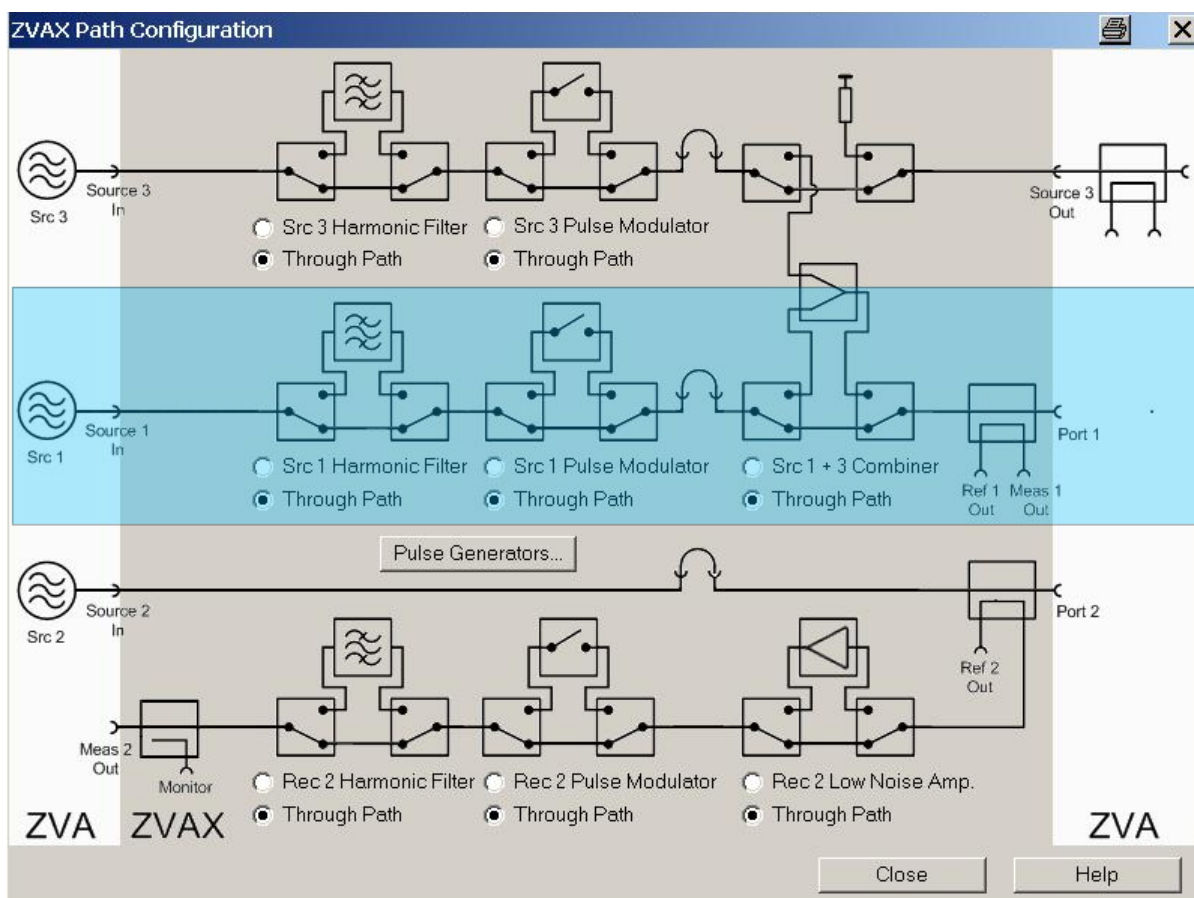 ZVAX Path Configuration
Source 3
In
Src 3
Source 3
Out
Src 3 Harmonic Filter
Src 3 Pulse Modulator
Through Path
Through Path
Source 1
In
Src 1
Port 1
Src 1 Harmonic Filter
Src 1 Pulse Modulator
Src 1 + 3 Combiner
Through Path
Through Path
Through Path
Ref 1
Out
Meas 1
Out
Pulse Generators...
Source 2
In
Src 2
Port 2
Ref 2
Out
Meas 2
Out
Monitor
Rec 2 Harmonic Filter
Rec 2 Pulse Modulator
Rec 2 Low Noise Amp.
Through Path
Through Path
Through Path
ZVA
ZVAX
ZVA
Close
Help